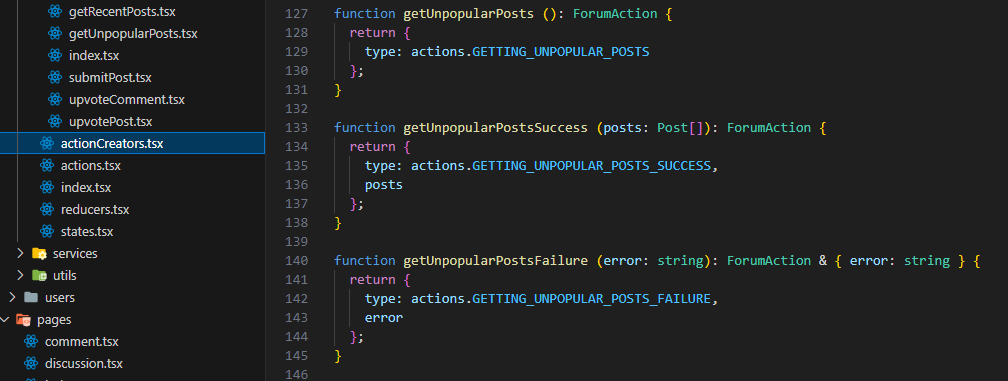 getRecentPosts.tsx
getUnpopularPosts.tsx
index.tsx
submitPost.tsx
upvoteComment.tsx
upvotePost.tsx
actionCreators.tsx
actions.tsx
index.tsx
reducers.tsx
states.tsx
services
utils
users
pages
comment.tsx
discussion.tsx
127 function getUnpopularPosts (): ForumAction {
128 return {
129 type: actions.GETTING_UNPOPULAR_POSTS
130 };
131 }
132
133 function getUnpopularPostsSuccess (posts: Post[]): ForumAction {
134 return {
135 type: actions.GETTING_UNPOPULAR_POSTS_SUCCESS,
136 posts
137 };
138 }
139
140 function getUnpopularPostsFailure (error: string): ForumAction & { error: string } {
141 return {
142 type: actions.GETTING_UNPOPULAR_POSTS_FAILURE,
143 error
144 };
145 }
146